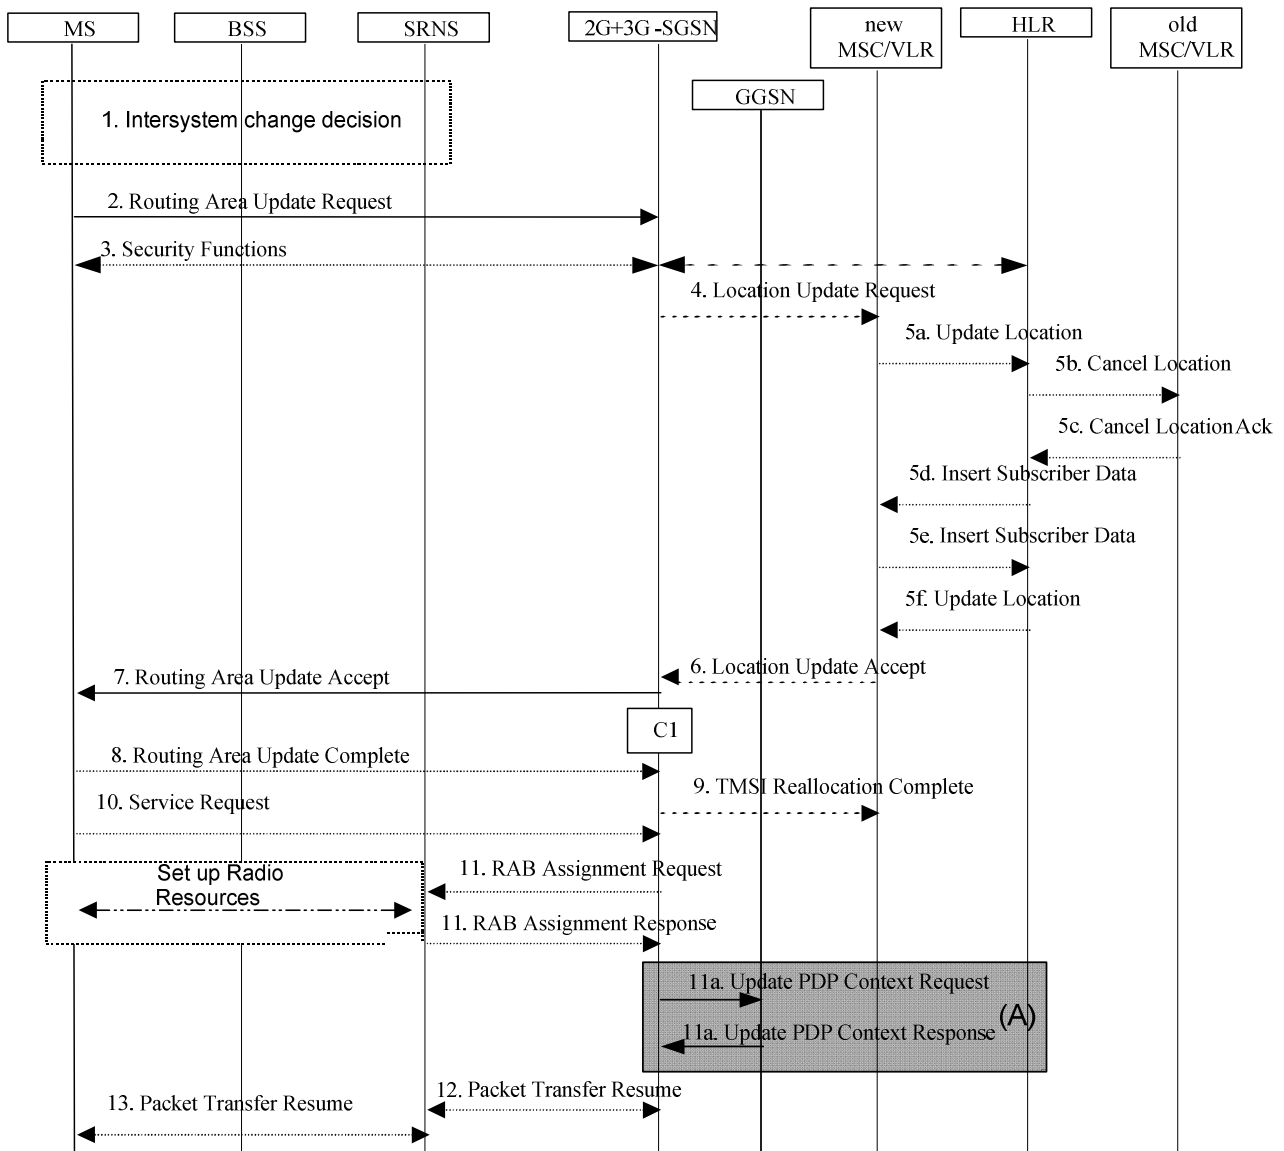 MS
BSS
SRNS
2G+3G-SGSN
new
MSC/VLR
HLR
old
MSC/VLR
GGSN
1. Intersystem change decision
2. Routing Area Update Request
3. Security Functions
4. Location Update Request
5a. Update Location
5b. Cancel Location
5c. Cancel Location Ack
5d. Insert Subscriber Data
5e. Insert Subscriber Data
5f. Update Location
6. Location Update Accept
7. Routing Area Update Accept
C1
8. Routing Area Update Complete
9. TMSI Reallocation Complete
10. Service Request
11. RAB Assignment Request
Set up Radio
Resources
11. RAB Assignment Response
11a. Update PDP Context Request
(A)
11a. Update PDP Context Response
12. Packet Transfer Resume
13. Packet Transfer Resume